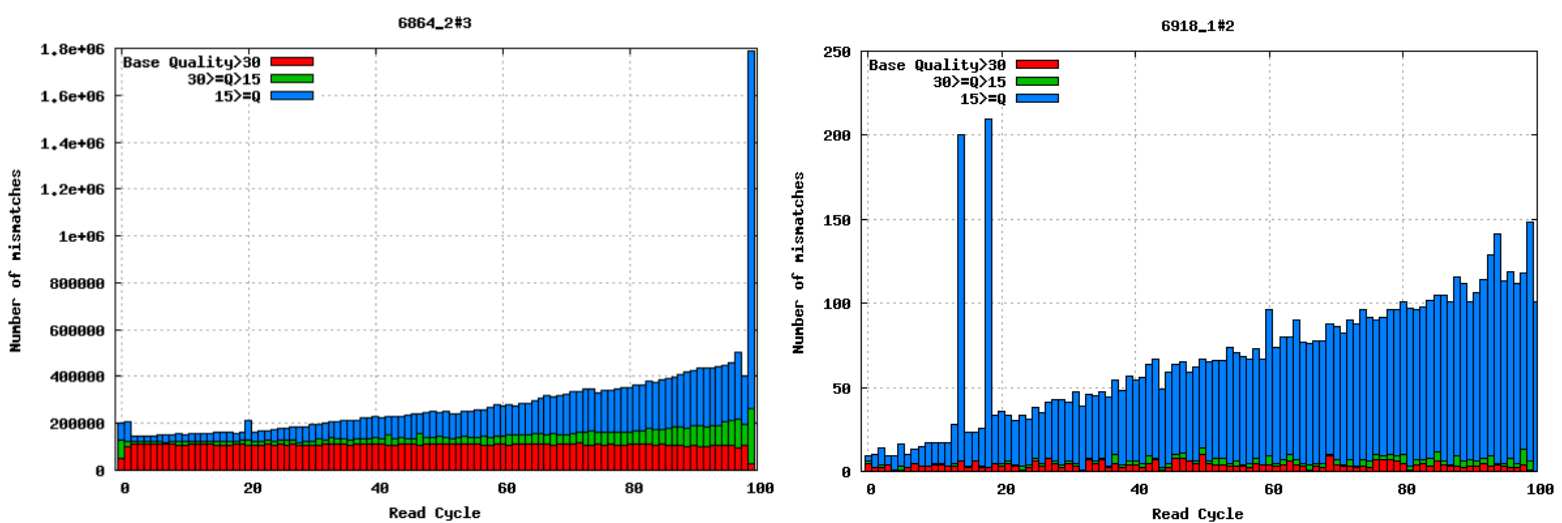 6864_2#3
Number of mismatches
1.8e+06
1.6e+06
1.4e+06
1.2e+06
1e+06
800000
600000
400000
200000
0
Base Quality>30
30>=Q>15
15>=Q
0 20 40 60 80 100
Read Cycle
6918_1#2
Number of mismatches
250
200
150
100
50
0
Base Quality>30
30>=Q>15
15>=Q
0 20 40 60 80 100
Read Cycle